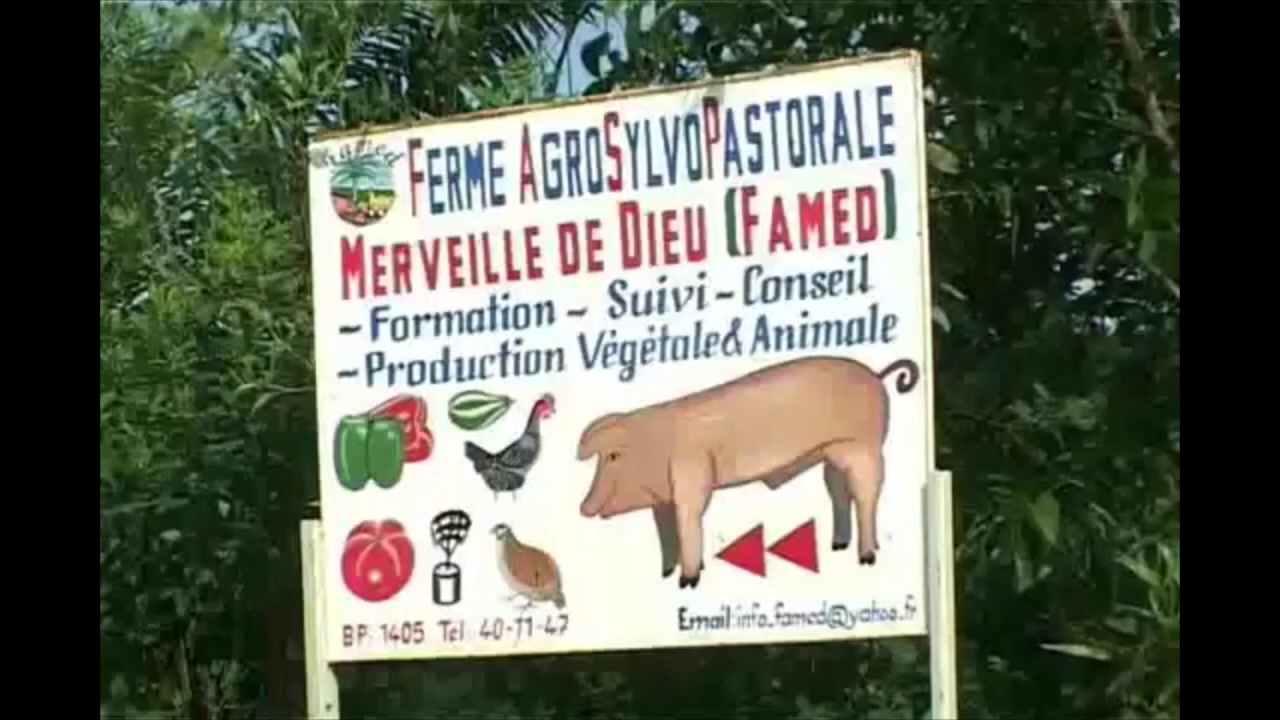 FERME AGROSYLVOPASTORALE
MERVEILLE DE DIEU (FAMED)
~Formation ~ Suivi ~ Conseil
~Production Végétale & Animale
BP: 1405 Tel: 40-71-47
Email:info_famed@yahoo.fr